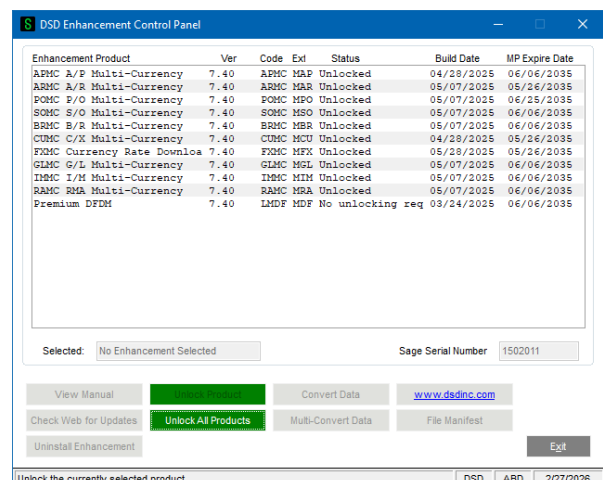 DSD Enhancement Control Panel
Enhancement Product Ver Code Exl Status Build Date MP Expire Date
APMC A/P Multi-Currency 7.40 APMC MAP Unlocked 04/28/2025 06/06/2035
ARMC A/R Multi-Currency 7.40 ARMC MAR Unlocked 05/07/2025 05/26/2035
POMC P/O Multi-Currency 7.40 POMC MPO Unlocked 05/07/2025 06/25/2035
SOMC S/O Multi-Currency 7.40 SOMC MSO Unlocked 05/07/2025 06/06/2035
BRMC B/R Multi-Currency 7.40 BRMC MBR Unlocked 05/07/2025 06/06/2035
CUMC C/X Multi-Currency 7.40 CUMC MCU Unlocked 04/28/2025 05/26/2035
FXMC Currency Rate Downloa 7.40 FXMC MFX Unlocked 05/28/2025 05/26/2035
GLMC G/L Multi-Currency 7.40 GLMC MGL Unlocked 05/07/2025 06/06/2035
IMMC I/M Multi-Currency 7.40 IMMC MIM Unlocked 05/07/2025 06/06/2035
RAMC RMA Multi-Currency 7.40 RAMC MRA Unlocked 05/07/2025 06/06/2035
Premium DFDM 7.40 LMDF MDF No unlocking req 03/24/2025 06/06/2035
Selected: No Enhancement Selected Sage Serial Number 1502011
View Manual Unlock Product Convert Data www.dsdinc.com
Check Web for Updates Unlock All Products Multi-Convert Data File Manifest
Uninstall Enhancement Exit
Unlock the currently selected product DSD ABD 2/27/2026